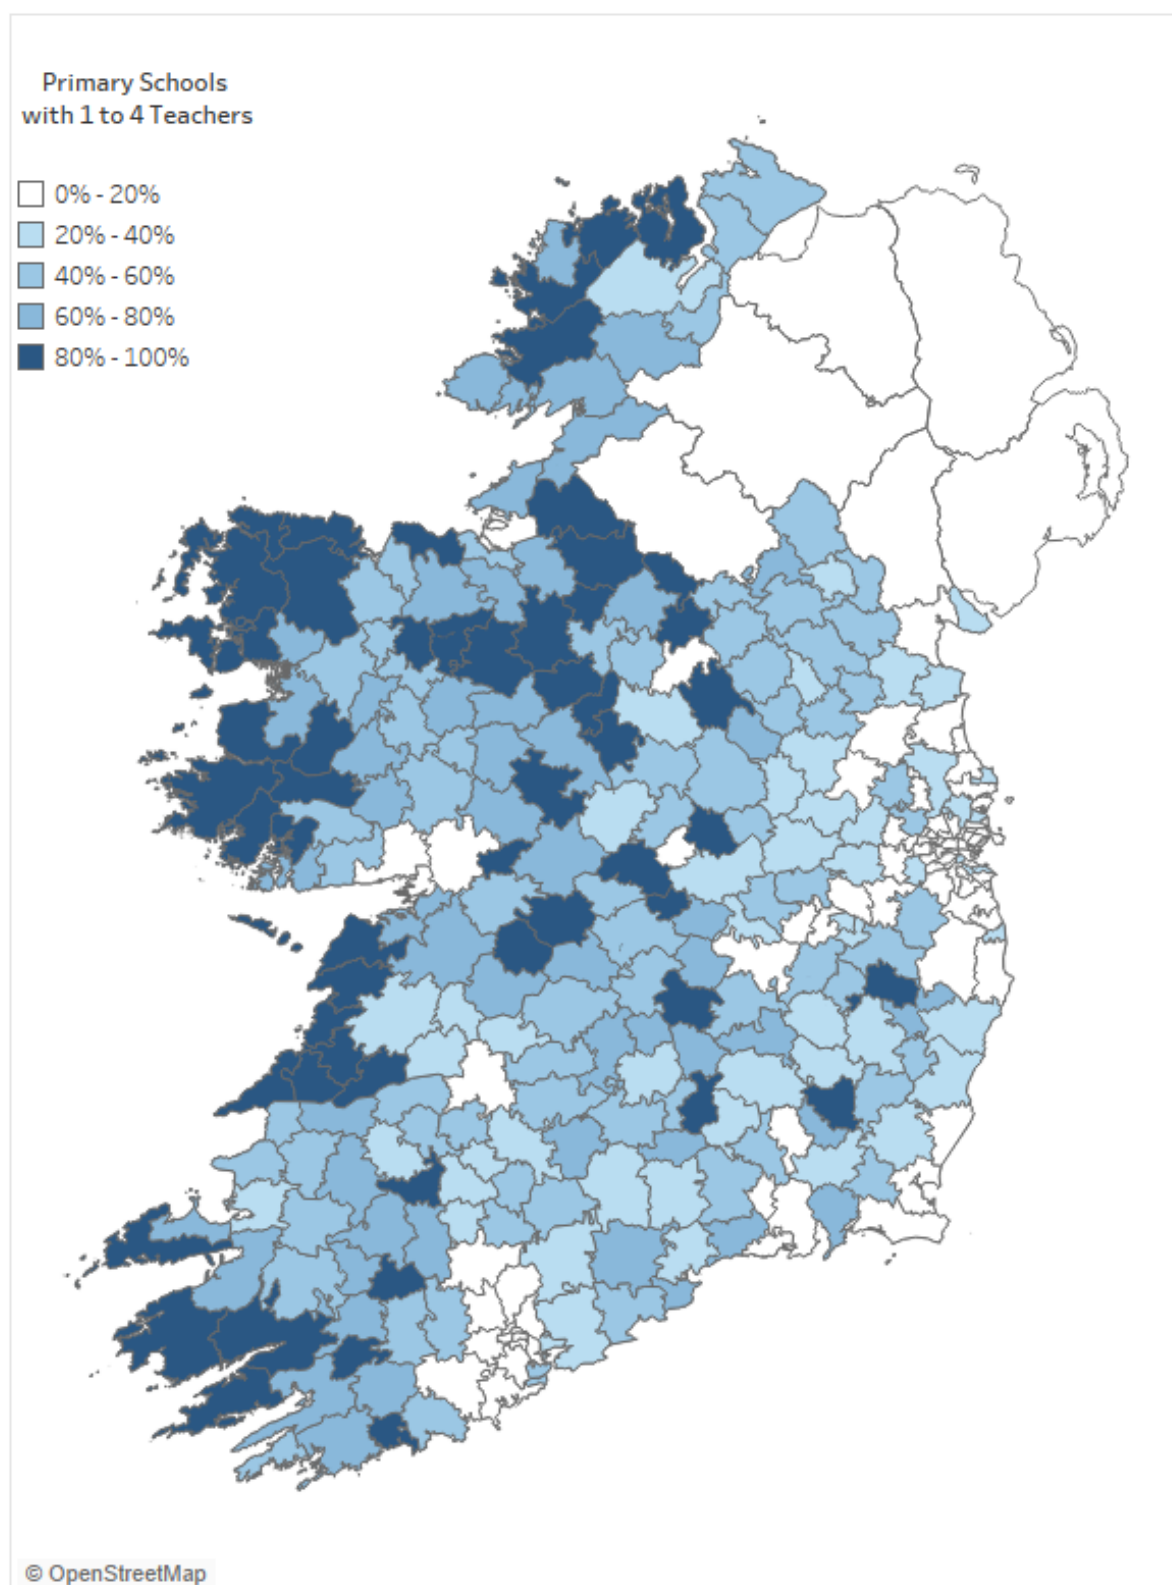 Primary Schools
with 1 to 4 Teachers
0% - 20%
20% - 40%
40% - 60%
60% - 80%
80% - 100%
© OpenStreetMap